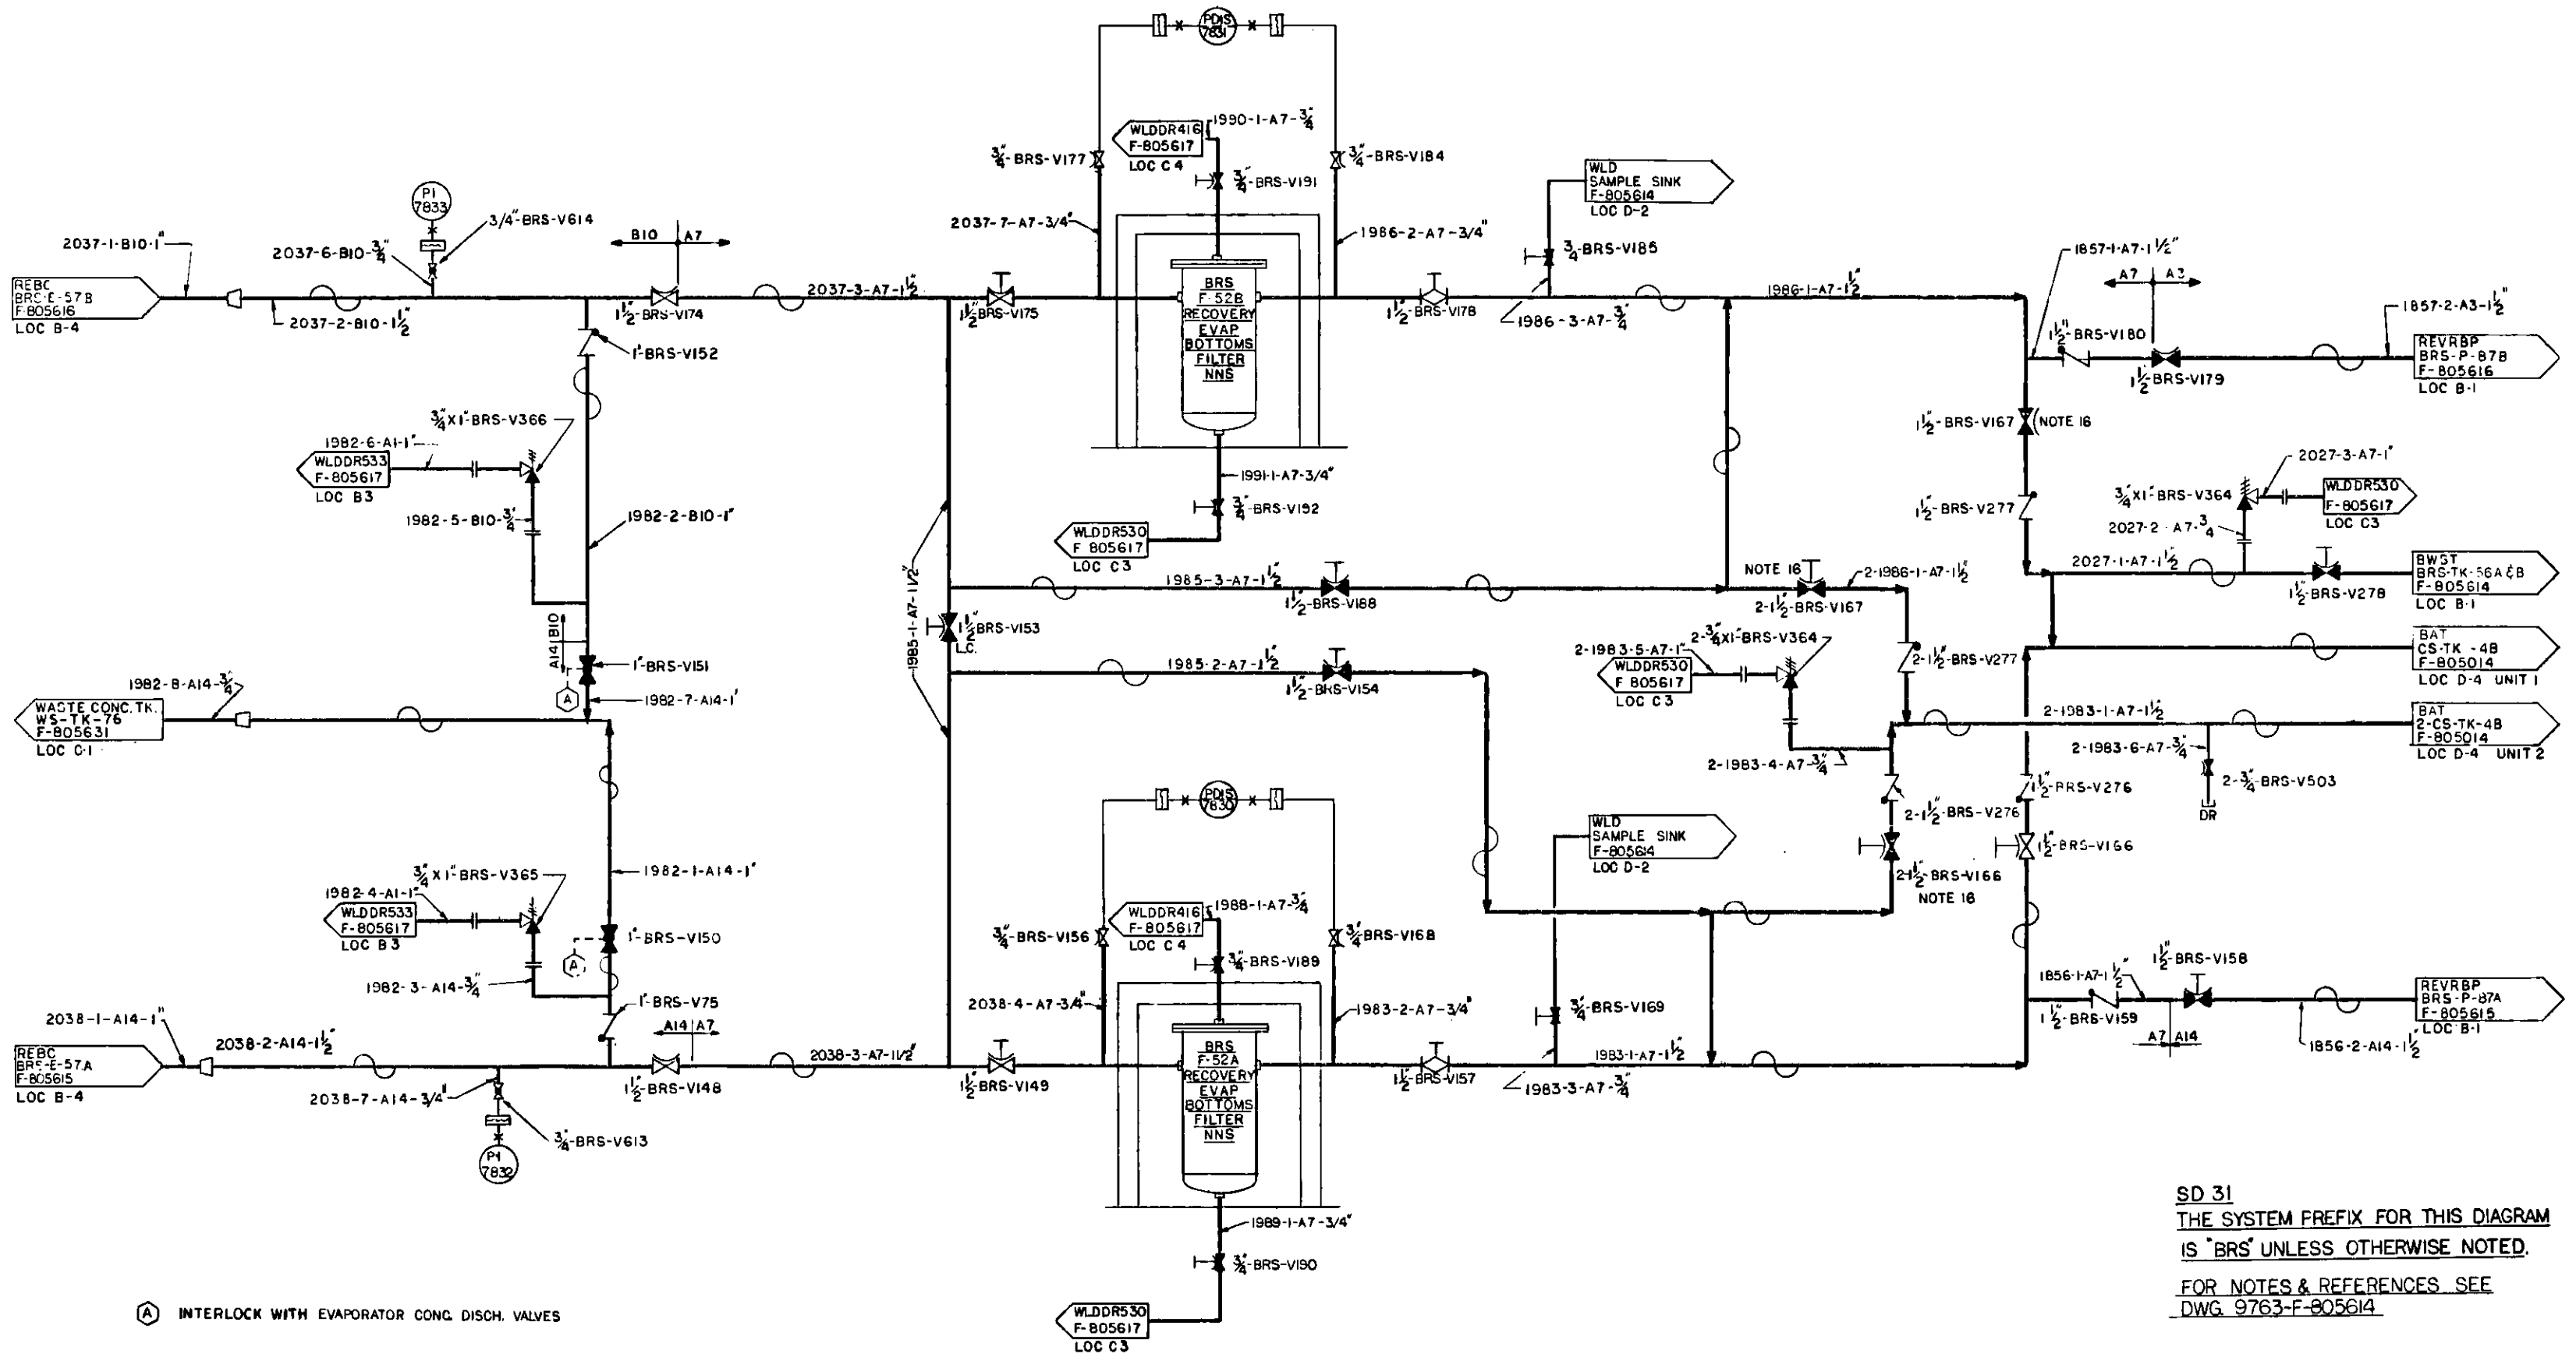 PDIS
7831
WLDDR416
F-805617
LOC C4
1990-1-A7-3/4"
3/4"-BRS-V177
3/4"-BRS-V184
3/4"-BRS-V191
WLD
SAMPLE SINK
F-805614
LOC D-2
PI
7833
3/4"-BRS-V614
2037-7-A7-3/4"
1986-2-A7-3/4"
3/4-BRS-V185
2037-1-B10-1"
2037-6-B10-3/4"
B10
A7
1857-1-A7-1 1/2"
A7
A3
REBC
BRS-E-57B
F-805616
LOC B-4
2037-2-B10-1 1/2"
1 1/2"-BRS-V174
2037-3-A7-1 1/2"
1 1/2"-BRS-V175
BRS
F-52B
RECOVERY
EVAP
BOTTOMS
FILTER
NNS
1 1/2"-BRS-V178
1986-3-A7-3/4"
1986-1-A7-1 1/2"
1857-2-A3-1 1/2"
1 1/2"-BRS-V180
1 1/2"-BRS-V179
REVRBP
BRS-P-87B
F-805616
LOC B-1
1"-BRS-V152
3/4"X1"-BRS-V366
1982-6-A1-1"
WLDDR533
F-805617
LOC B3
1982-5-B10-3/4"
1982-2-B10-1"
1 1/2"-BRS-V167
NOTE 16
2027-3-A7-1"
3/4"X1"-BRS-V364
WLDDR530
F-805617
LOC C3
1991-1-A7-3/4"
3/4"-BRS-V192
WLDDR530
F 805617
LOC C3
1 1/2"-BRS-V277
2027-2-A7-3/4
2027-1-A7-1 1/2"
1 1/2"-BRS-V278
BWST
BRS-TK-56A&B
F-805614
LOC B-1
1985-1-A7-1 1/2"
1985-3-A7-1 1/2"
1 1/2"-BRS-V188
NOTE 16
2-1986-1-A7-1 1/2"
2-1 1/2"-BRS-V167
1 1/2"BRS-V153
L.C.
A14
B10
1"-BRS-V151
A
1982-7-A14-1"
1985-2-A7-1 1/2"
1 1/2"-BRS-V154
2-3/4"X1"-BRS-V364
2-1983-5-A7-1"
WLDDR530
F 805617
LOC C3
2-1 1/2"-BRS-V277
BAT
CS-TK -4B
F-805014
LOC D-4 UNIT 1
1982-8-A14-3/4"
WASTE CONC. TK.
WS-TK-76
F-805631
LOC C-1
2-1983-1-A7-1 1/2"
BAT
2-CS-TK-4B
F-805014
LOC D-4 UNIT 2
2-1983-4-A7-3/4"
2-1983-6-A7-3/4"
2-3/4"-BRS-V503
DR
PDIS
7830
2-1 1/2"-BRS-V276
1 1/2"-BRS-V276
WLD
SAMPLE SINK
F-805614
LOC D-2
2-1 1/2"-BRS-V166
NOTE 16
1 1/2"-BRS-V166
3/4"X1"-BRS-V365
1982-1-A14-1"
1982-4-A1-1"
WLDDR533
F-805617
LOC B3
1"-BRS-V150
A
1982-3-A14-3/4"
WLDDR416
F-805617
LOC C4
1988-1-A7-3/4
3/4"-BRS-V156
3/4"-BRS-V168
3/4"-BRS-V189
1"-BRS-V75
2038-4-A7-3/4"
1983-2-A7-3/4"
3/4"-BRS-V169
1856-1-A7-1 1/2"
1 1/2"-BRS-V158
REVRBP
BRS-P-87A
F-805615
LOC B-1
1 1/2"-BRS-V159
A7
A14
1856-2-A14-1 1/2"
2038-1-A14-1"
2038-2-A14-1 1/2"
REBC
BRS-E-57A
F-805615
LOC B-4
2038-7-A14-3/4"
3/4"-BRS-V613
PI
7832
A14
A7
1 1/2"-BRS-V148
2038-3-A7-1 1/2"
1 1/2"-BRS-V149
BRS
F-52A
RECOVERY
EVAP
BOTTOMS
FILTER
NNS
1 1/2"-BRS-V157
1983-3-A7-3/4"
1983-1-A7-1 1/2"
1989-1-A7-3/4"
3/4"-BRS-V190
WLDDR530
F-805617
LOC C3
A INTERLOCK WITH EVAPORATOR CONC. DISCH. VALVES
SD 31
THE SYSTEM PREFIX FOR THIS DIAGRAM
IS "BRS" UNLESS OTHERWISE NOTED.
FOR NOTES & REFERENCES SEE
DWG. 9763-F-805614